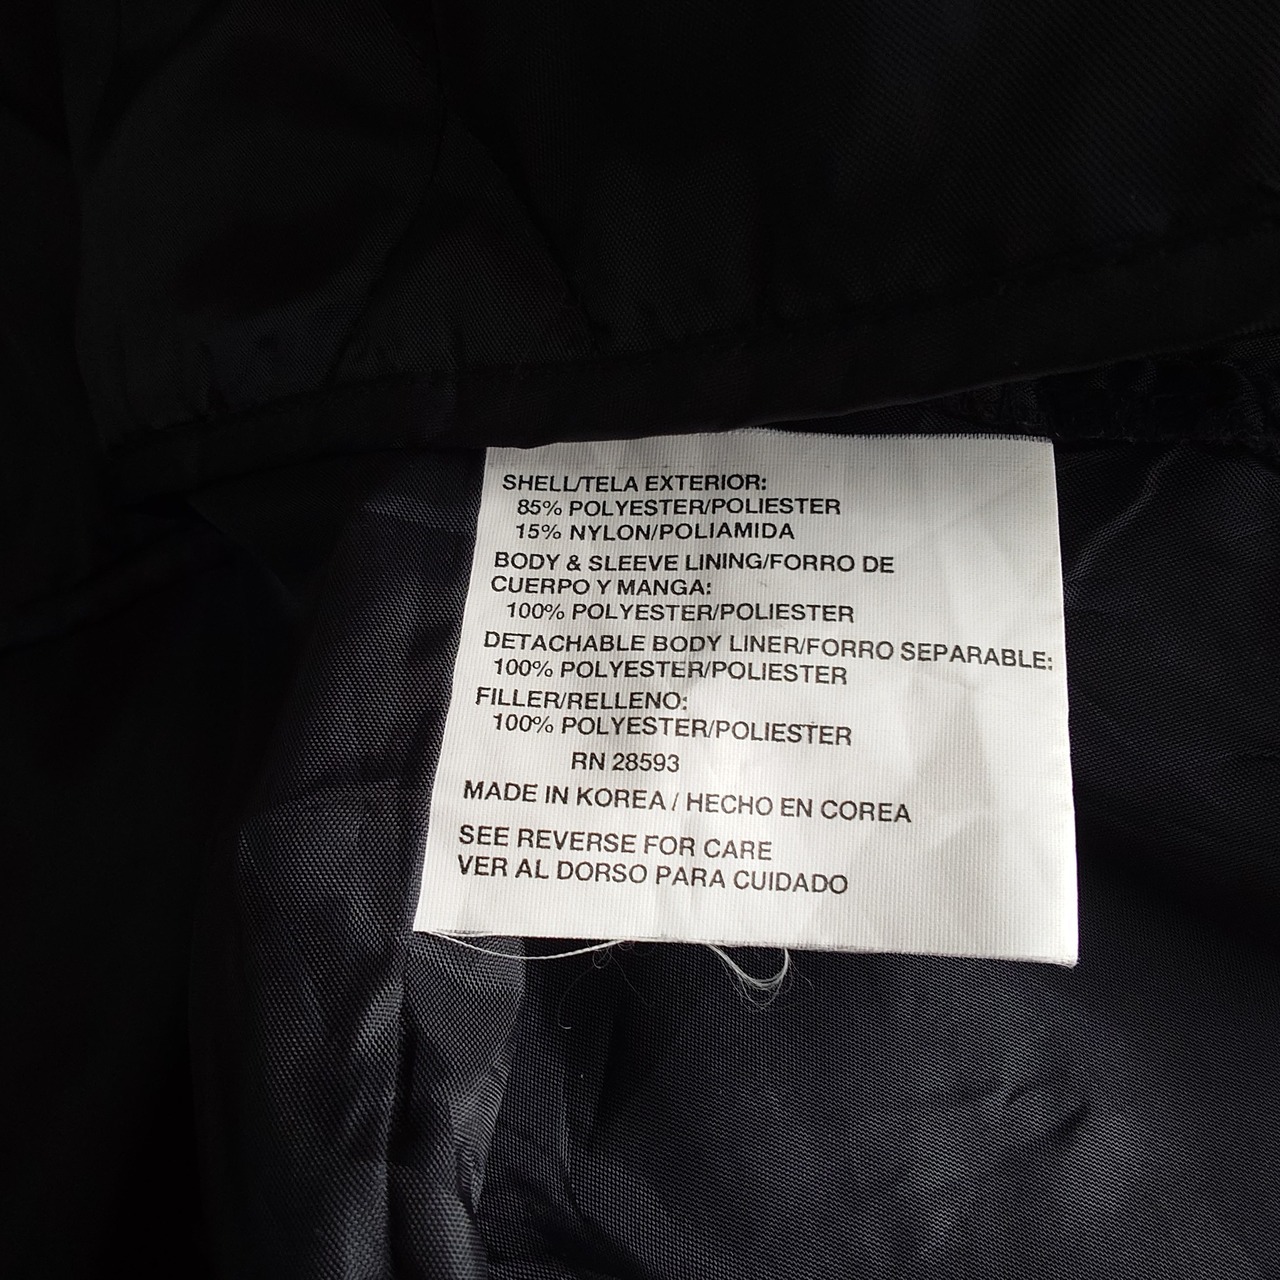 SHELL/TELA EXTERIOR:
85% POLYESTER/POLIESTER
15% NYLON/POLIAMIDA
BODY & SLEEVE LINING/FORRO DE
CUERPO Y MANGA:
100% POLYESTER/POLIESTER
DETACHABLE BODY LINER/FORRO SEPARABLE:
100% POLYESTER/POLIESTER
FILLER/RELLENO:
100% POLYESTER/POLIESTER
RN 28593
MADE IN KOREA / HECHO EN COREA
SEE REVERSE FOR CARE
VER AL DORSO PARA CUIDADO